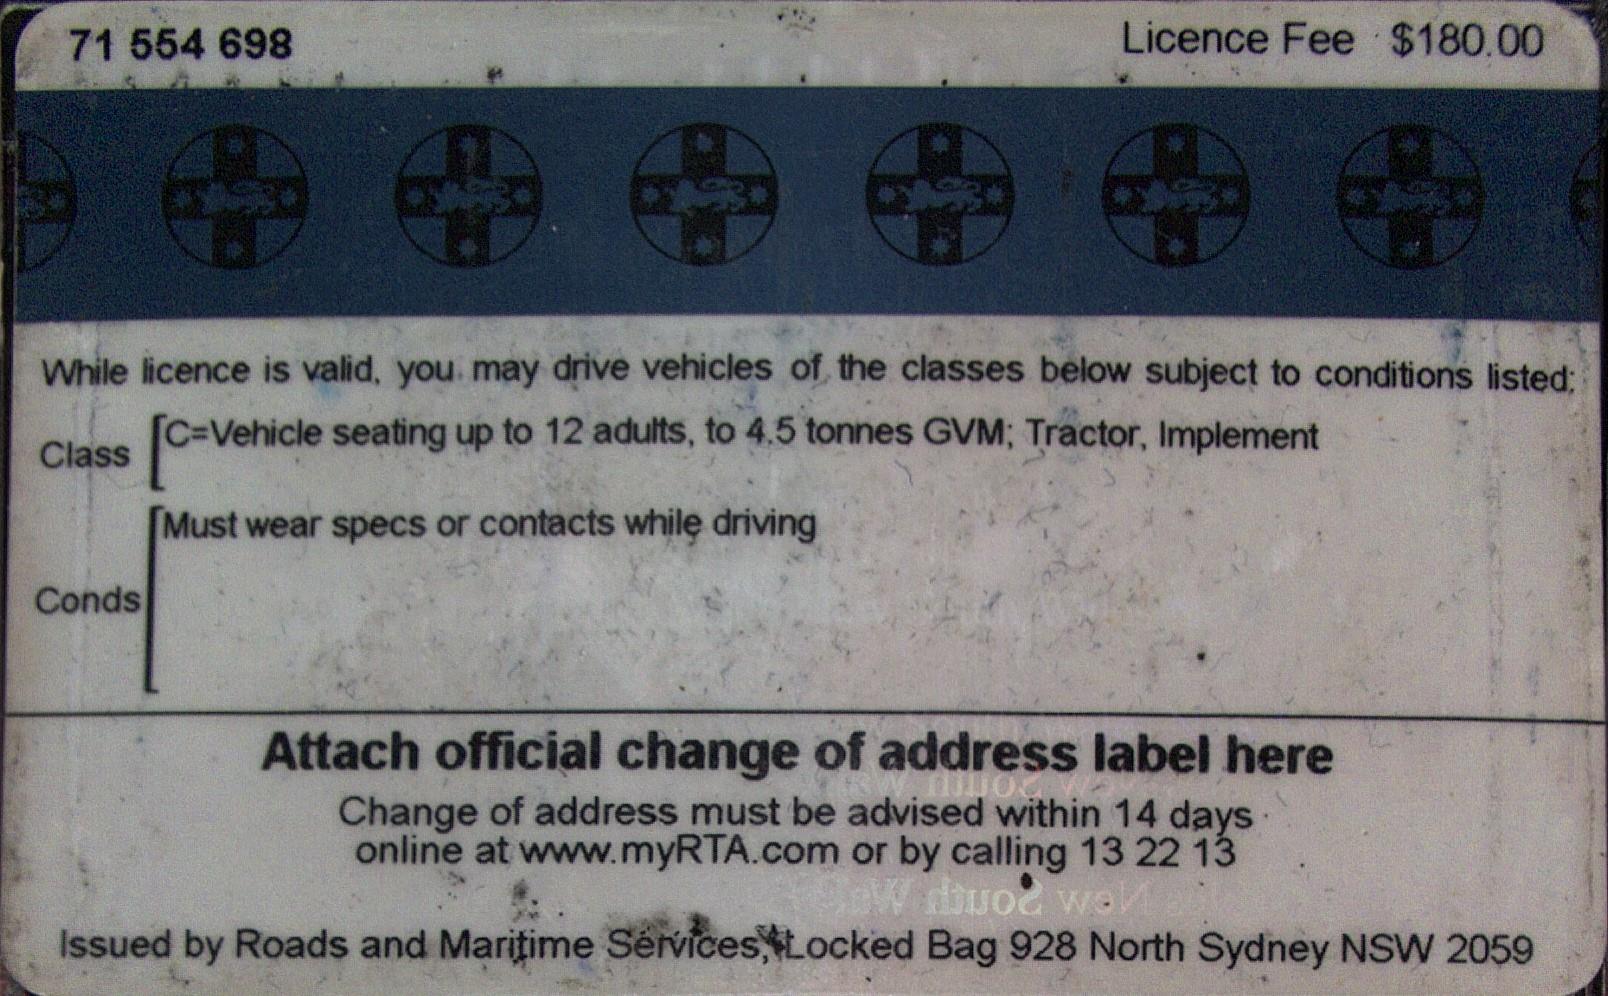 71 554 698 Licence Fee $180.00
While licence is valid, you may drive vehicles of the classes below subject to conditions listed:
Class C=Vehicle seating up to 12 adults, to 4.5 tonnes GVM; Tractor, Implement
Must wear specs or contacts while driving
Conds
Attach official change of address label here
Change of address must be advised within 14 days
online at www.myRTA.com or by calling 13 22 13
New South Wales
Issued by Roads and Maritime Services, Locked Bag 928 North Sydney NSW 2059